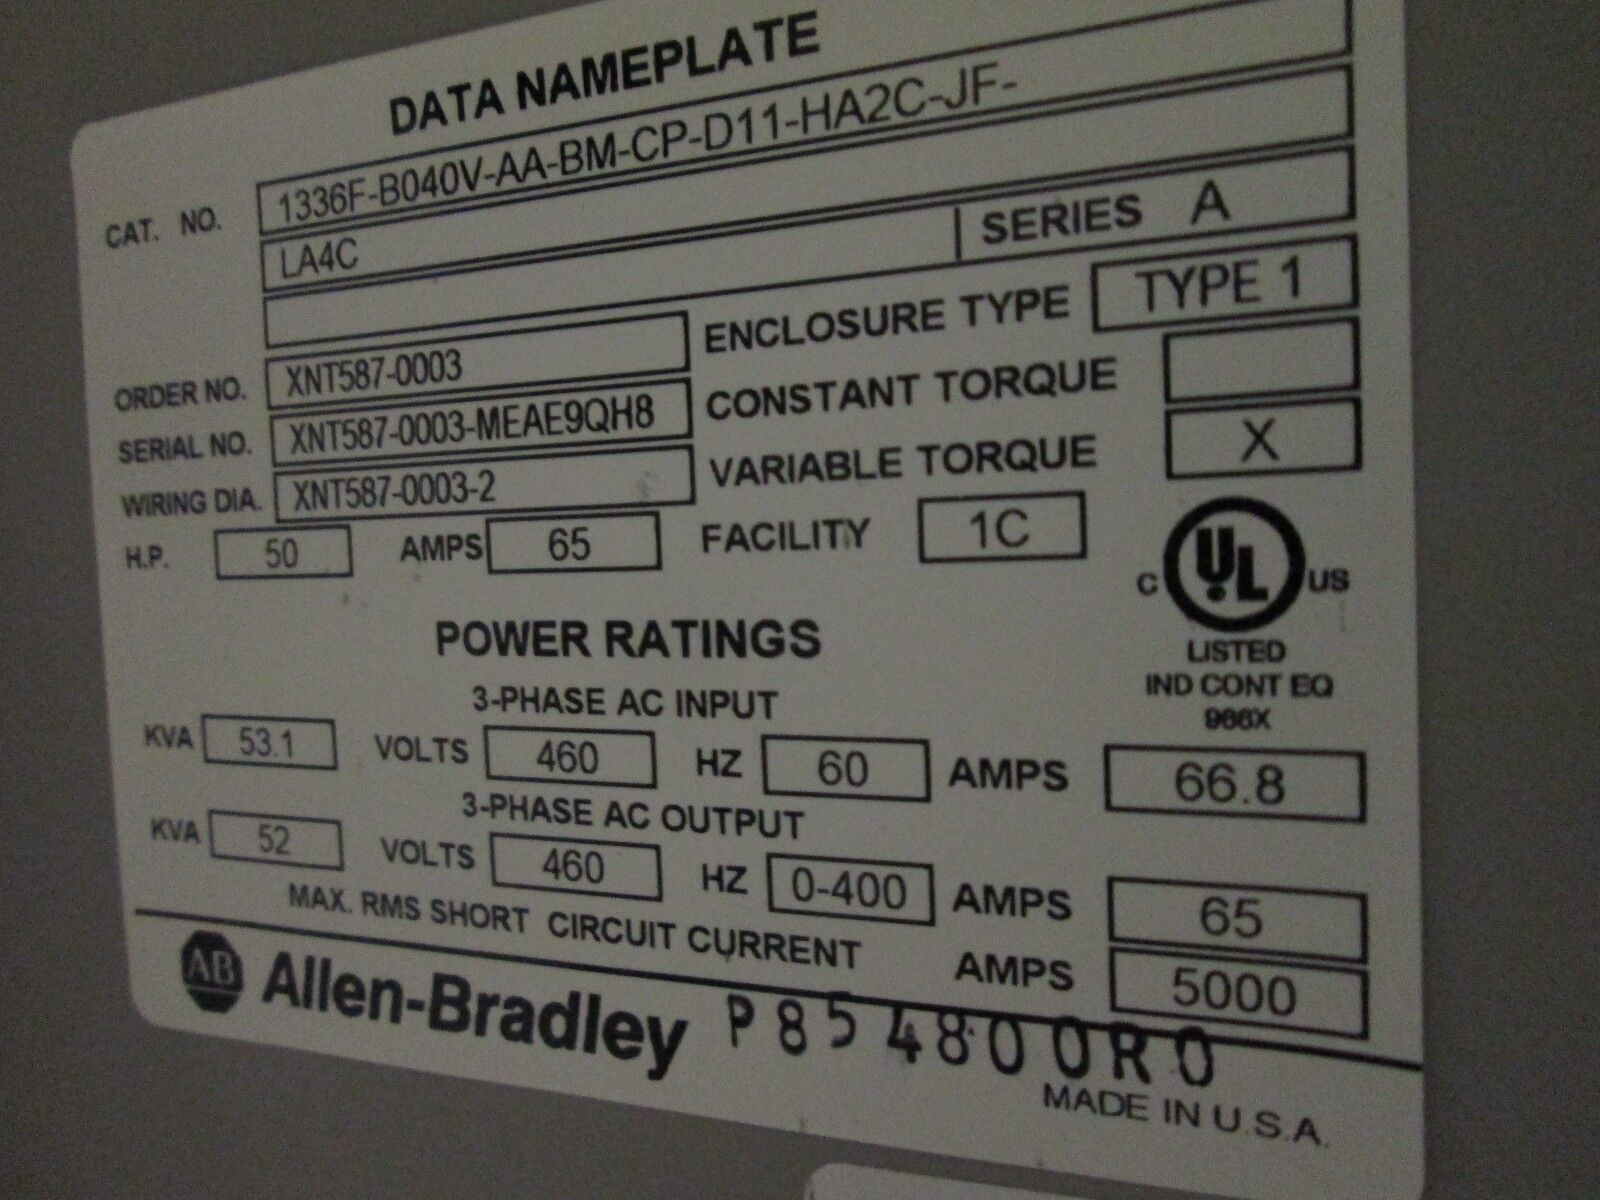 DATA NAMEPLATE
CAT. NO. 1336F-B040V-AA-BM-CP-D11-HA2C-JF-
LA4C
SERIES A
ORDER NO. XNT587-0003 ENCLOSURE TYPE TYPE 1
SERIAL NO. XNT587-0003-MEAE9QH8 CONSTANT TORQUE
WIRING DIA. XNT587-0003-2 VARIABLE TORQUE X
H.P. 50 AMPS 65 FACILITY 1C
C UL US
LISTED
IND CONT EQ
966X
POWER RATINGS
3-PHASE AC INPUT
KVA 53.1 VOLTS 460 HZ 60 AMPS 66.8
3-PHASE AC OUTPUT
KVA 52 VOLTS 460 HZ 0-400 AMPS 65
MAX. RMS SHORT CIRCUIT CURRENT AMPS 5000
AB Allen-Bradley P854800R0
MADE IN U.S.A.